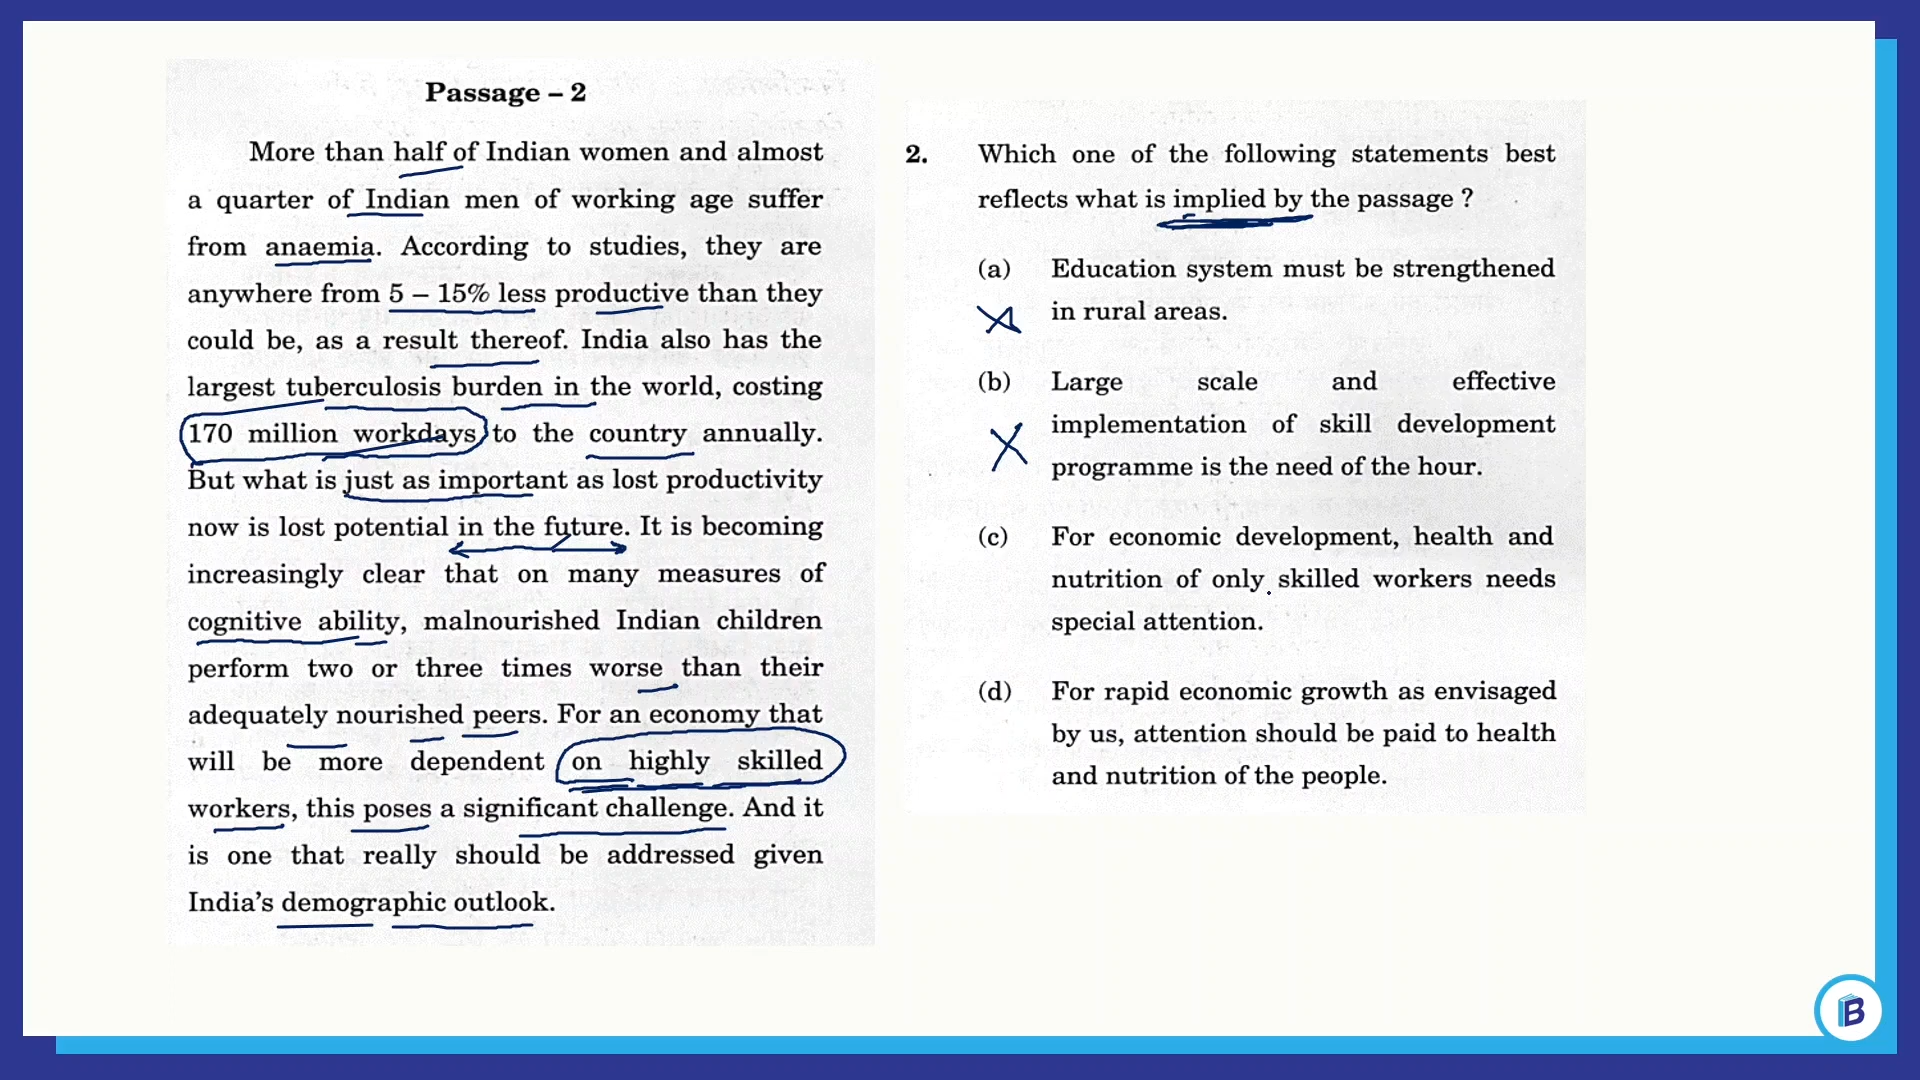 Passage – 2
More than half of Indian women and almost
a quarter of Indian men of working age suffer
from anaemia. According to studies, they are
anywhere from 5 – 15% less productive than they
could be, as a result thereof. India also has the
largest tuberculosis burden in the world, costing
170 million workdays to the country annually.
But what is just as important as lost productivity
now is lost potential in the future. It is becoming
increasingly clear that on many measures of
cognitive ability, malnourished Indian children
perform two or three times worse than their
adequately nourished peers. For an economy that
will be more dependent on highly skilled
workers, this poses a significant challenge. And it
is one that really should be addressed given
India's demographic outlook.
2. Which one of the following statements best
reflects what is implied by the passage ?
(a) Education system must be strengthened
in rural areas.
(b) Large scale and effective
implementation of skill development
programme is the need of the hour.
(c) For economic development, health and
nutrition of only skilled workers needs
special attention.
(d) For rapid economic growth as envisaged
by us, attention should be paid to health
and nutrition of the people.
B